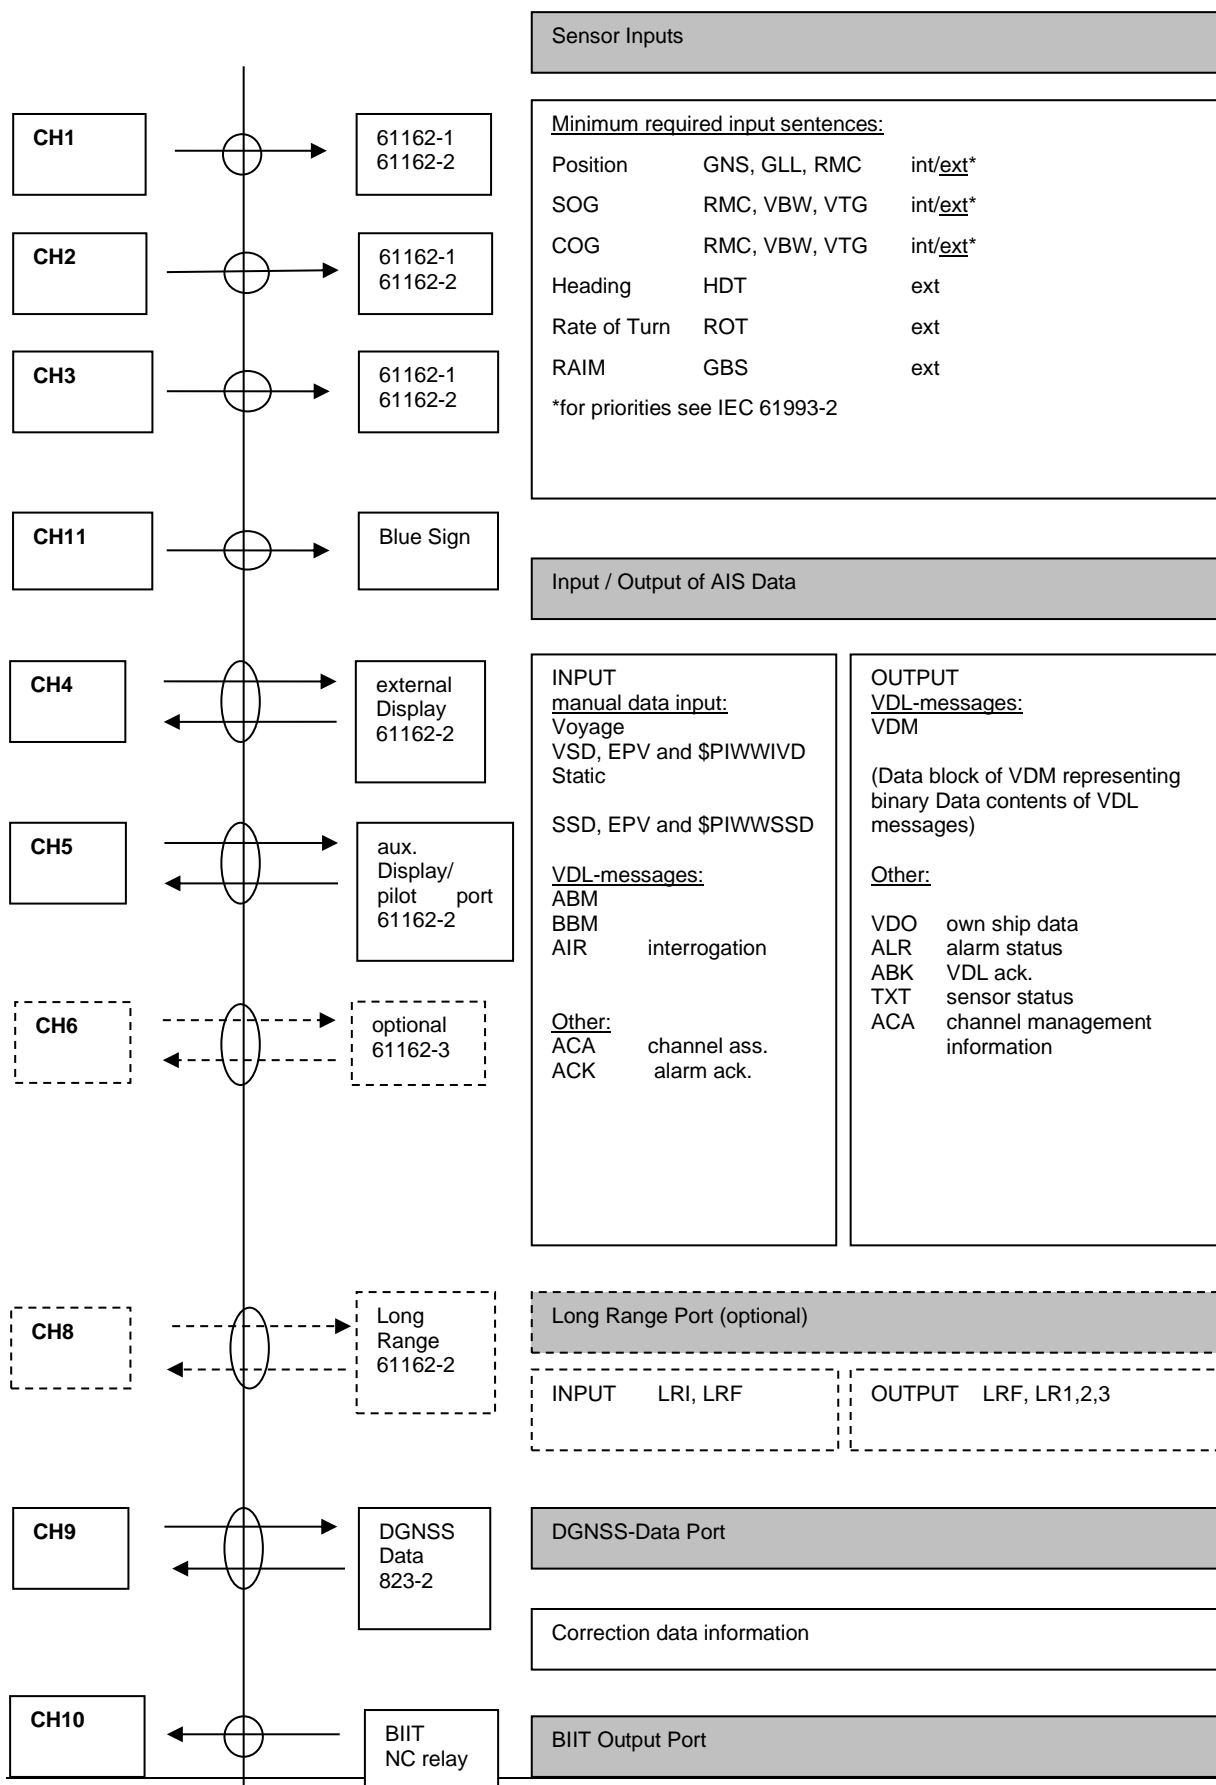 Sensor Inputs
CH1
61162-1
61162-2
Minimum required input sentences:
Position GNS, GLL, RMC int/ext*
SOG RMC, VBW, VTG int/ext*
COG RMC, VBW, VTG int/ext*
Heading HDT ext
Rate of Turn ROT ext
RAIM GBS ext
*for priorities see IEC 61993-2
CH2
61162-1
61162-2
CH3
61162-1
61162-2
CH11
Blue Sign
Input / Output of AIS Data
CH4
external
Display
61162-2
CH5
aux.
Display/
pilot port
61162-2
CH6
optional
61162-3
INPUT
manual data input:
Voyage
VSD, EPV and $PIWWIVD
Static
SSD, EPV and $PIWWSSD
VDL-messages:
ABM
BBM
AIR interrogation
Other:
ACA channel ass.
ACK alarm ack.
OUTPUT
VDL-messages:
VDM
(Data block of VDM representing
binary Data contents of VDL
messages)
Other:
VDO own ship data
ALR alarm status
ABK VDL ack.
TXT sensor status
ACA channel management
information
CH8
Long
Range
61162-2
Long Range Port (optional)
INPUT LRI, LRF
OUTPUT LRF, LR1,2,3
CH9
DGNSS
Data
823-2
DGNSS-Data Port
Correction data information
CH10
BIIT
NC relay
BIIT Output Port